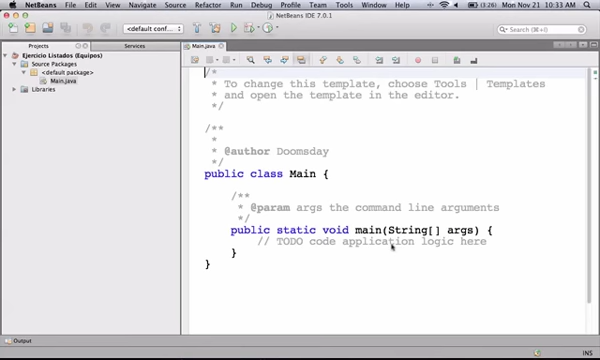 NetBeans File Edit View Navigate Source Refactor Run Debug Profile Team Tools Window Help (3:26) Mon Nov 21 10:33 AM
NetBeans IDE 7.0.1
<default conf...
Search (⌘+I)
Projects
Services
Ejercicio Listados (Equipos)
Source Packages
<default package>
Main.java
Libraries
Main.java
/*
* To change this template, choose Tools | Templates
* and open the template in the editor.
*/
/**
*
* @author Doomsday
*/
public class Main {
/**
* @param args the command line arguments
*/
public static void main(String[] args) {
// TODO code application logic here
}
}
Output
INS